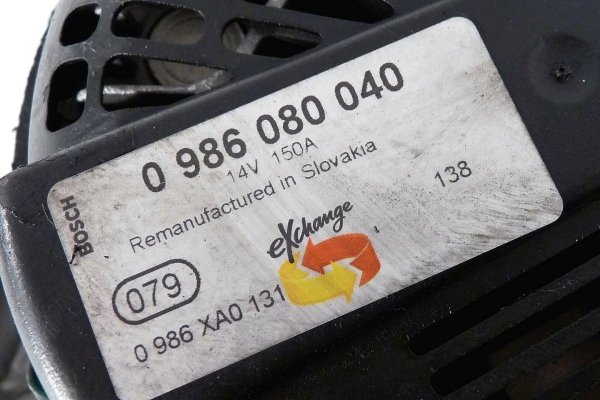 BOSCH
0 986 080 040
14V 150A
Remanufactured in Slovakia
138
eXchange
079
0 986 XA0 131